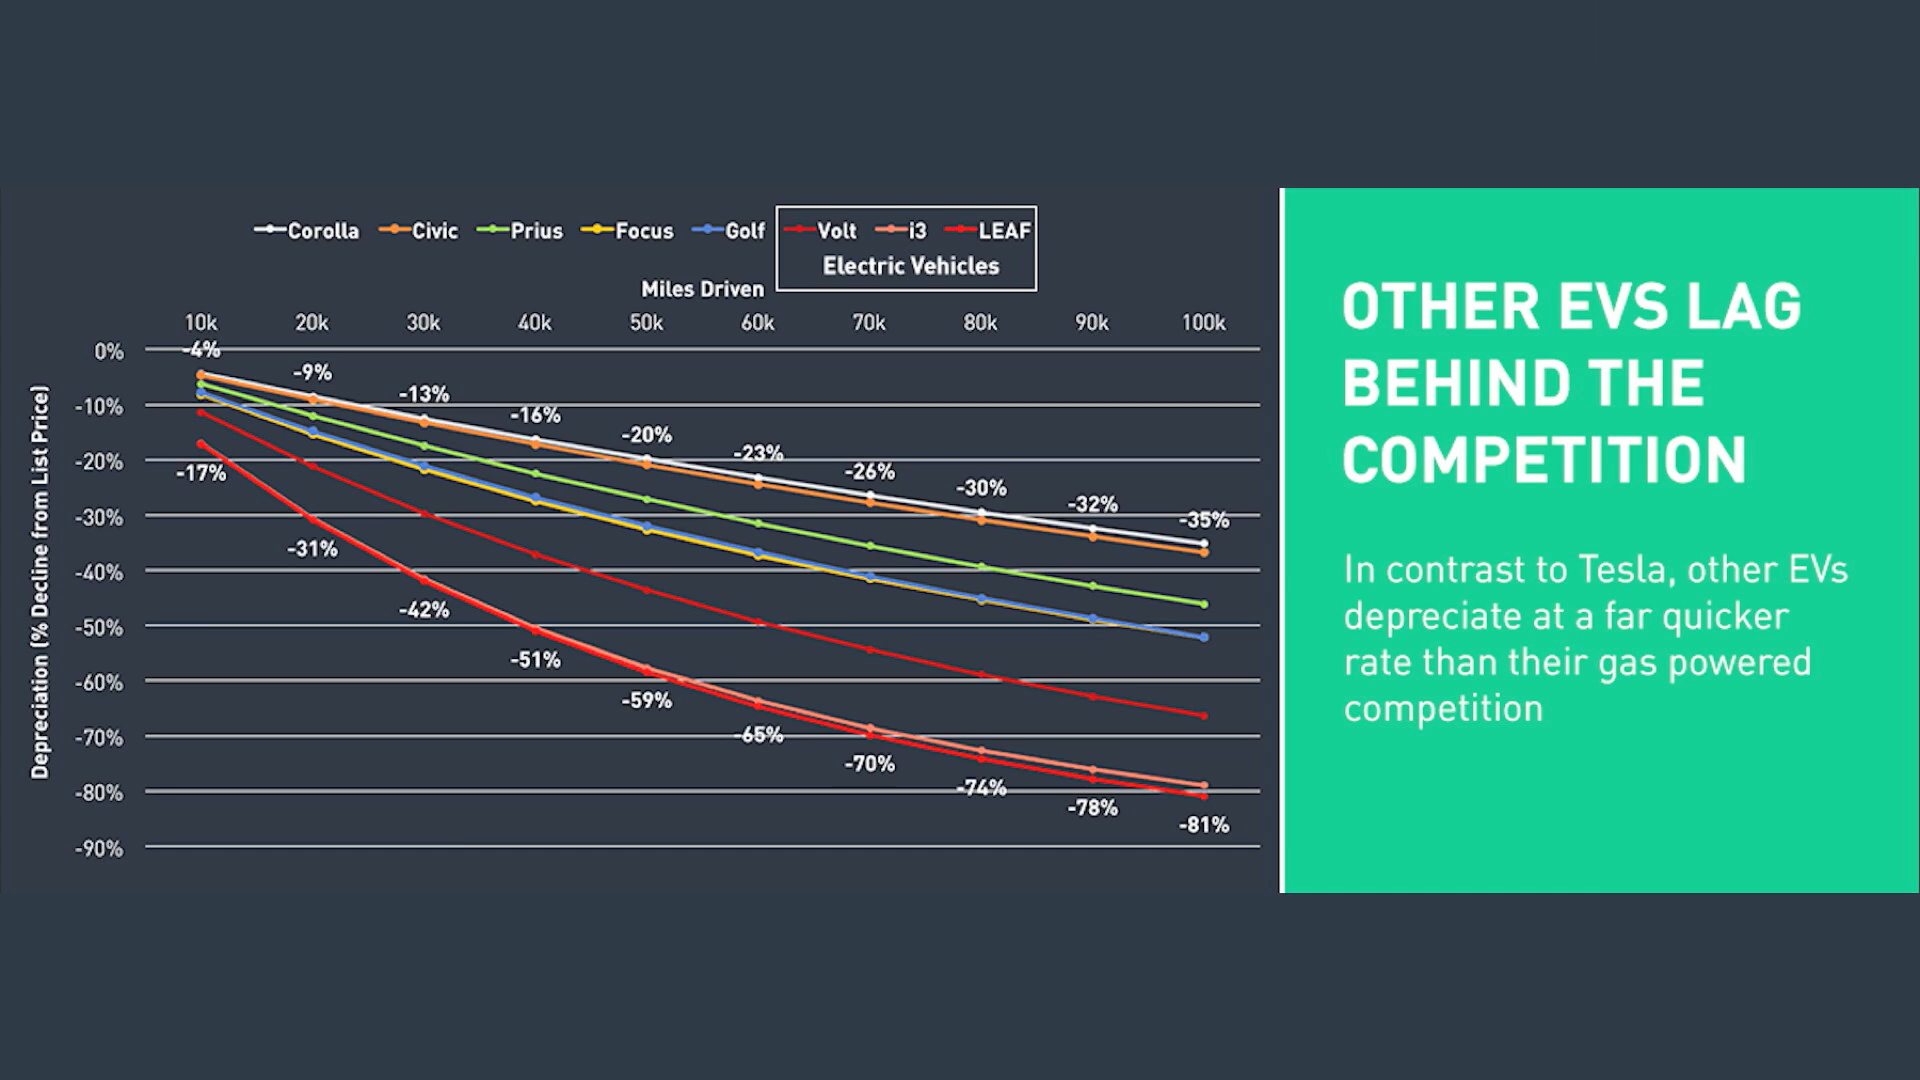 Corolla Civic Prius Focus Golf Volt i3 LEAF
Electric Vehicles
Miles Driven
10k 20k 30k 40k 50k 60k 70k 80k 90k 100k
0%
-10%
-20%
-30%
-40%
-50%
-60%
-70%
-80%
-90%
Depreciation (% Decline from List Price)
-4%
-9%
-13%
-16%
-20%
-23%
-26%
-30%
-32%
-35%
-17%
-31%
-42%
-51%
-59%
-65%
-70%
-74%
-78%
-81%
OTHER EVS LAG
BEHIND THE
COMPETITION
In contrast to Tesla, other EVs
depreciate at a far quicker
rate than their gas powered
competition